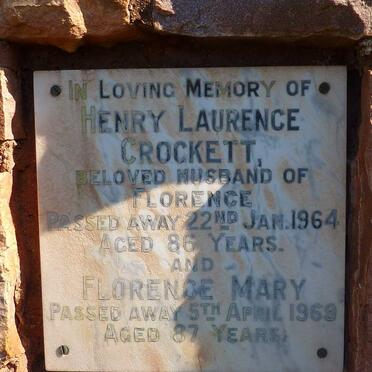 In Loving Memory of
Henry Laurence
Crockett,
beloved husband of
Florence
Passed away 22nd Jan. 1964
Aged 86 Years.
and
Florence Mary
Passed away 5th April 1969
Aged 87 Years.